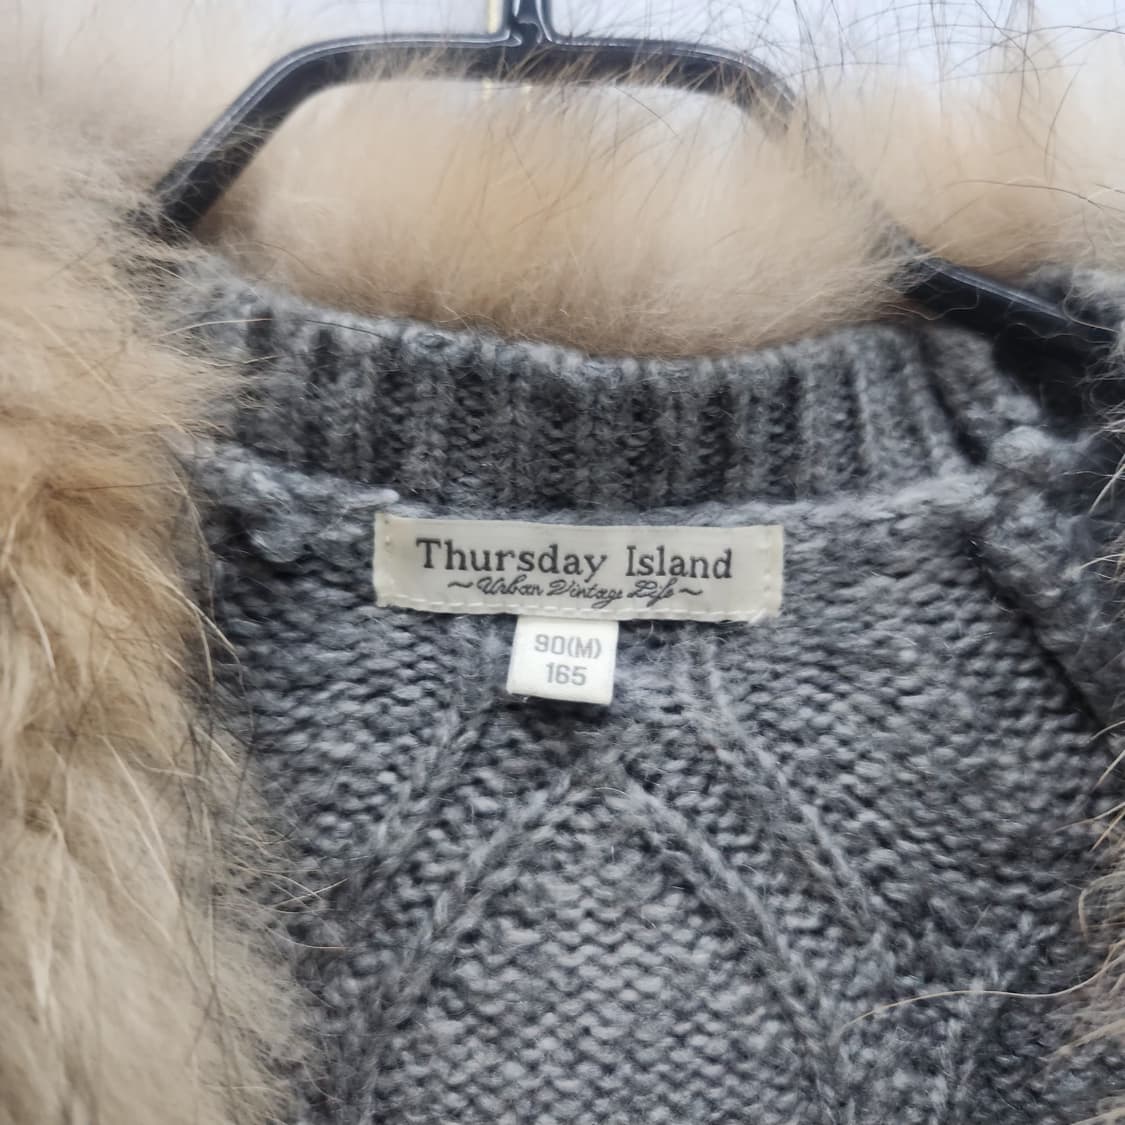 Thursday Island
~Urban Vintage Life~
90(M)
165